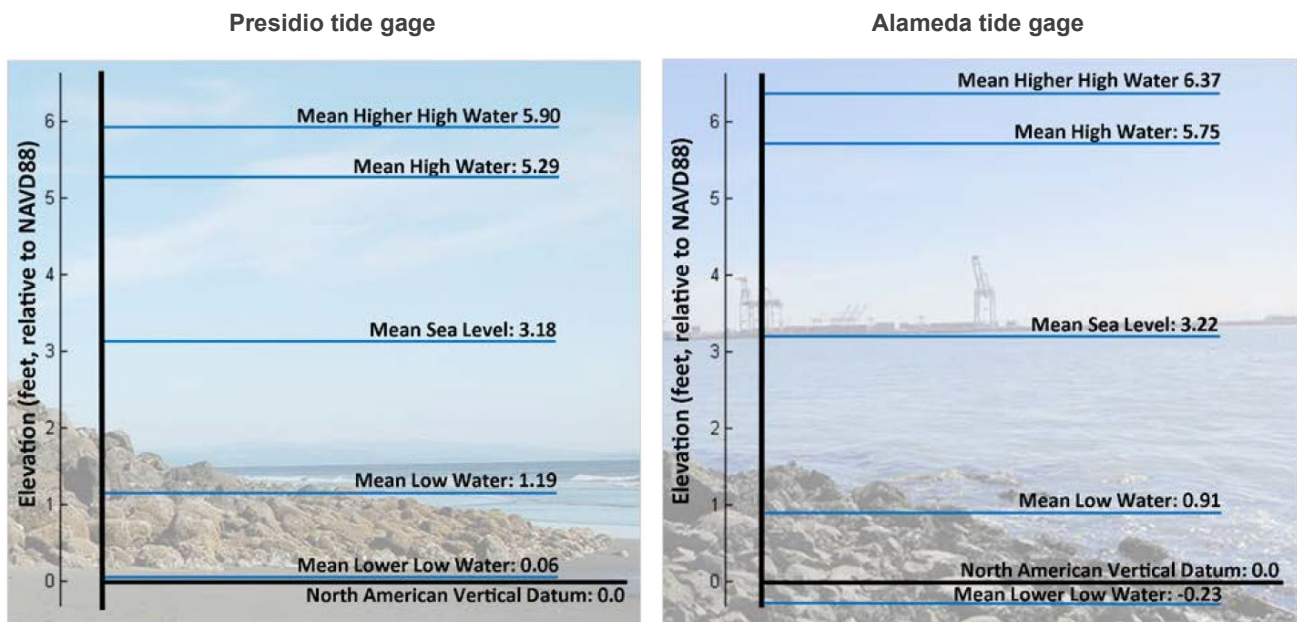 Presidio tide gage
Elevation (feet, relative to NAVD88)
6
5
4
3
2
1
0
Mean Higher High Water 5.90
Mean High Water: 5.29
Mean Sea Level: 3.18
Mean Low Water: 1.19
Mean Lower Low Water: 0.06
North American Vertical Datum: 0.0
Alameda tide gage
Elevation (feet, relative to NAVD88)
6
5
4
3
2
1
0
Mean Higher High Water 6.37
Mean High Water: 5.75
Mean Sea Level: 3.22
Mean Low Water: 0.91
North American Vertical Datum: 0.0
Mean Lower Low Water: -0.23